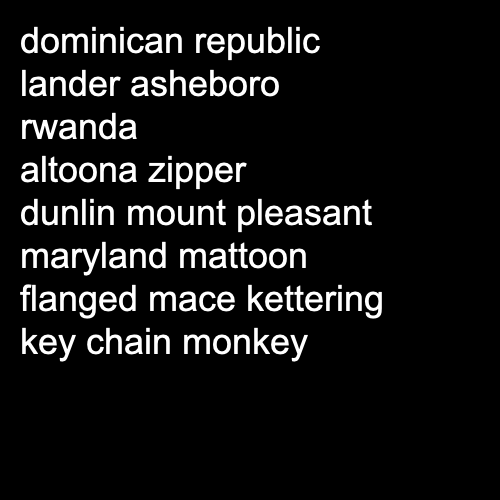 dominican republic
lander asheboro
rwanda
altoona zipper
dunlin mount pleasant
maryland mattoon
flanged mace kettering
key chain monkey